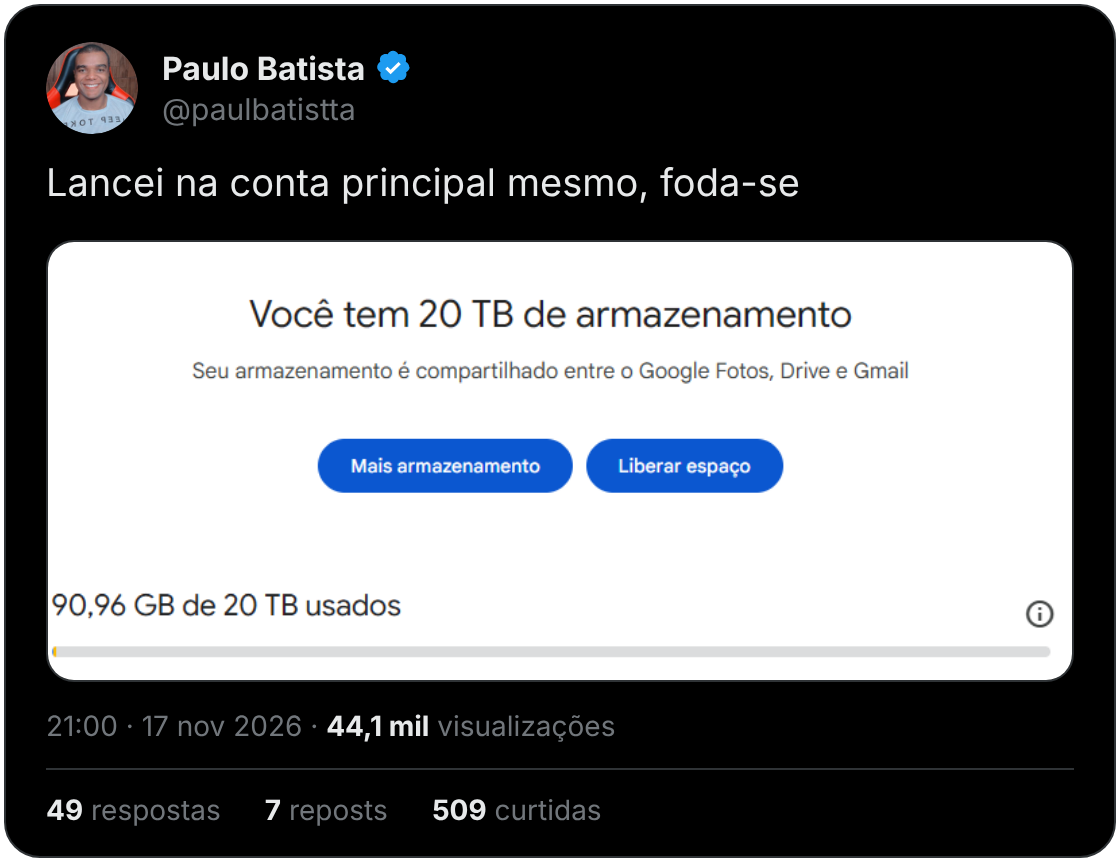 Paulo Batista
@paulbatistta
Lancei na conta principal mesmo, foda-se
Você tem 20 TB de armazenamento
Seu armazenamento é compartilhado entre o Google Fotos, Drive e Gmail
Mais armazenamento Liberar espaço
90,96 GB de 20 TB usados
21:00 · 17 nov 2026 · 44,1 mil visualizações
49 respostas 7 reposts 509 curtidas